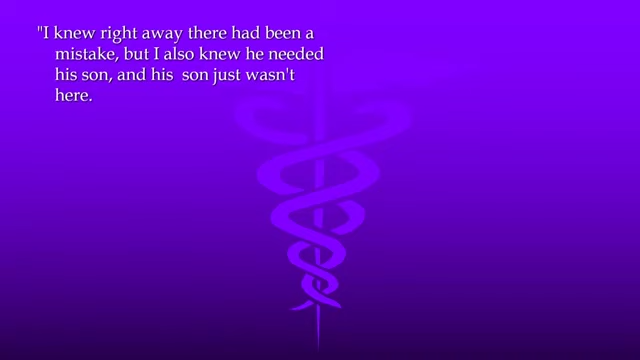 "I knew right away there had been a
mistake, but I also knew he needed
his son, and his  son just wasn't
here.